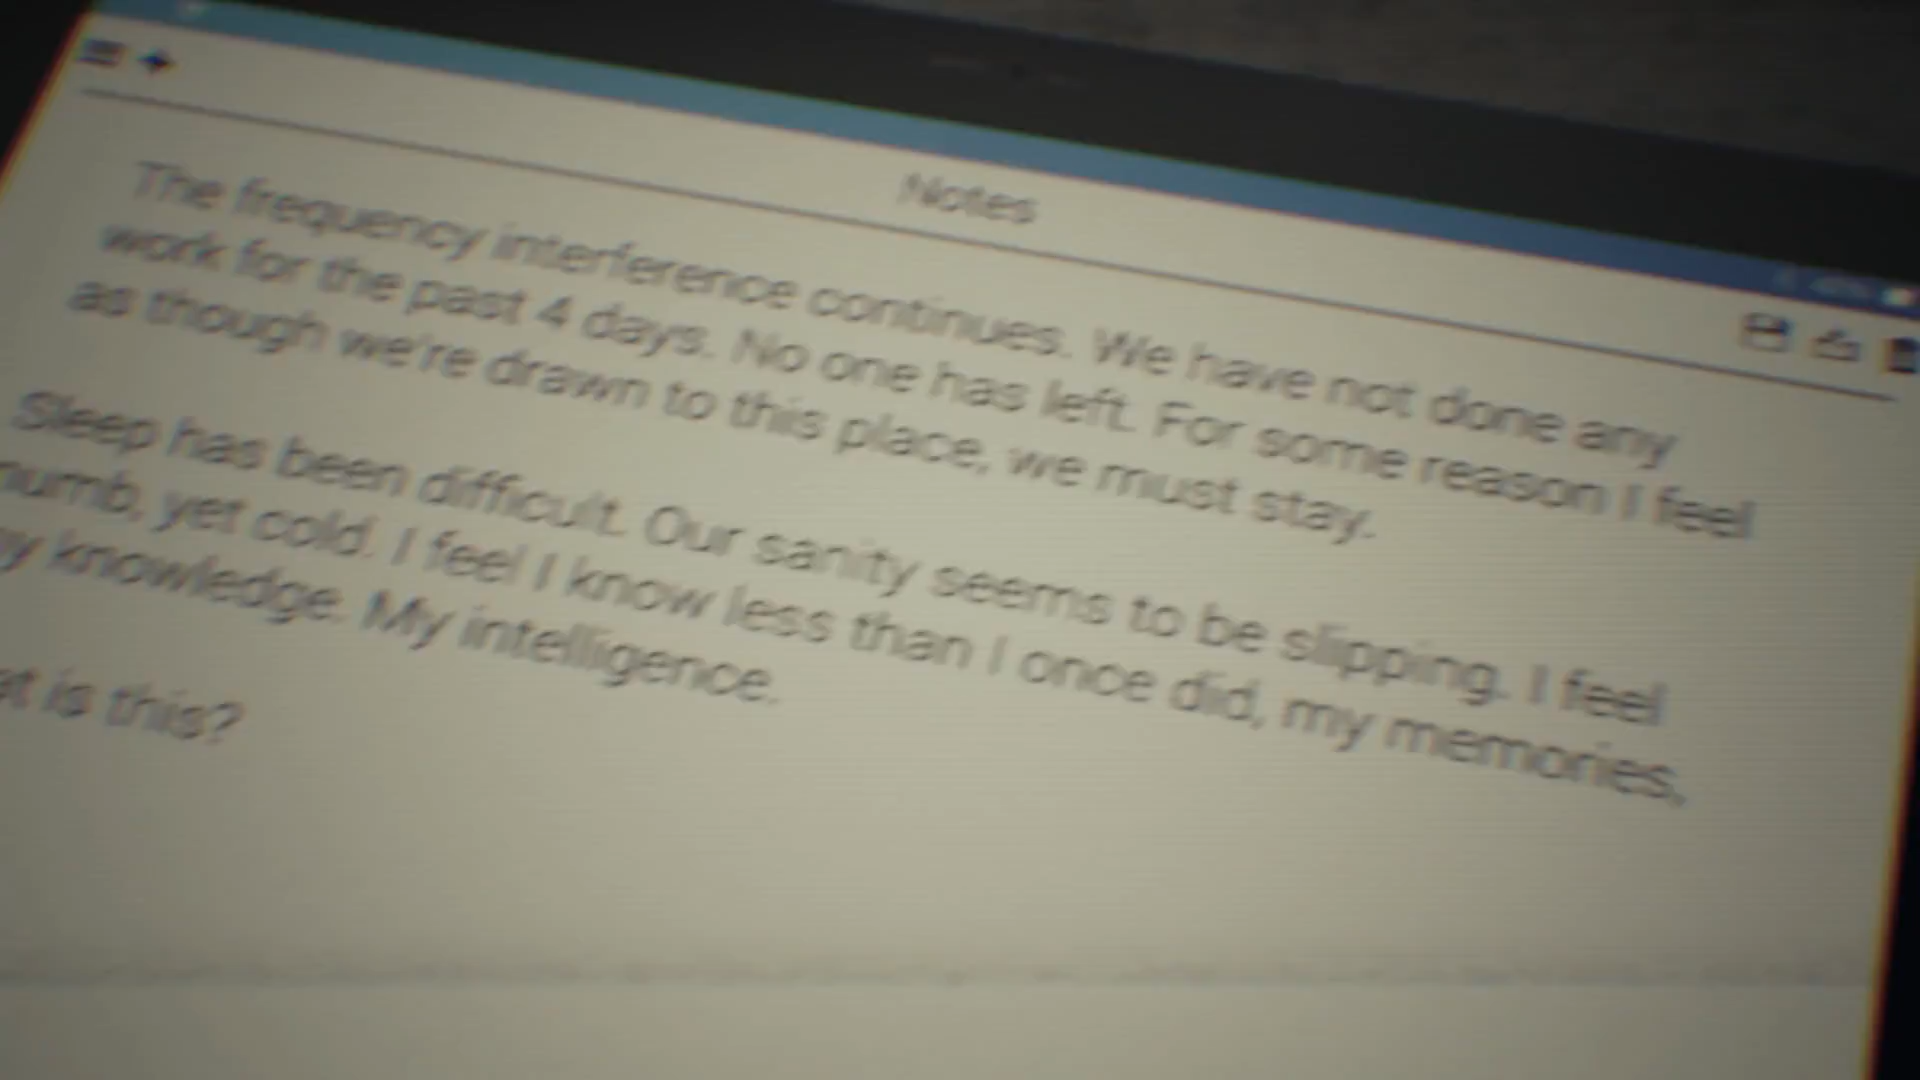 Notes
The frequency interference continues. We have not done any
work for the past 4 days. No one has left. For some reason I feel
as though we're drawn to this place, we must stay.
Sleep has been difficult. Our sanity seems to be slipping. I feel
numb, yet cold. I feel I know less than I once did, my memories,
my knowledge. My intelligence.
is this?